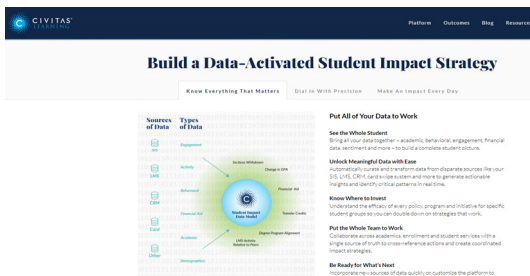 CIVITAS
LEARNING
Platform Outcomes Blog Resource
Build a Data-Activated Student Impact Strategy
Know Everything That Matters Dial In With Precision Make An Impact Every Day
Sources of Data
Types of Data
SIS
LMS
CRM
Card
Other
Engagement
Activity
Behavioral
Financial Aid
Academic
Demographics
Sections Withdrawn
Change in GPA
Financial Aid
Transfer Credits
Degree Program Alignment
LMS Activity
Relative to Peers
Student Impact
Data Model
Put All of Your Data to Work
See the Whole Student
Bring all your data together – academic, behavioral, engagement, financial
data, sentiment and more – to build a complete student picture.
Unlock Meaningful Data with Ease
Automatically curate and transform data from disparate sources like your
SIS, LMS, CRM, card swipe system and more to generate actionable
insights and identify critical patterns in real time.
Know Where to Invest
Understand the efficacy of every policy, program and initiative for specific
student groups so you can double down on strategies that work.
Put the Whole Team to Work
Collaborate across academics, enrollment and student services with a
single source of truth to cross-reference actions and create coordinated
impact strategies.
Be Ready for What's Next
Incorporate new sources of data quickly or customize the platform to